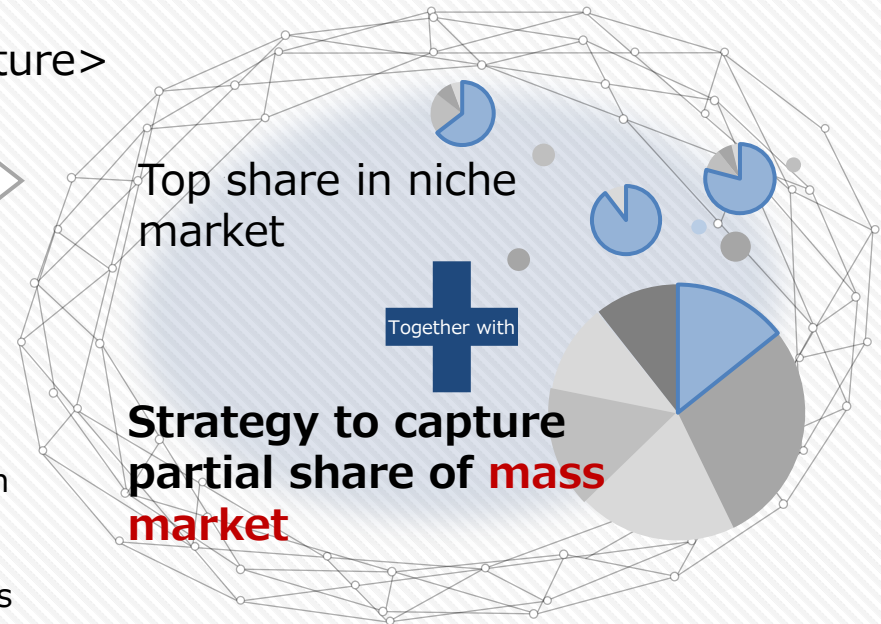 ture>
Top share in niche
market
Together with
Strategy to capture
partial share of mass
market
n
s